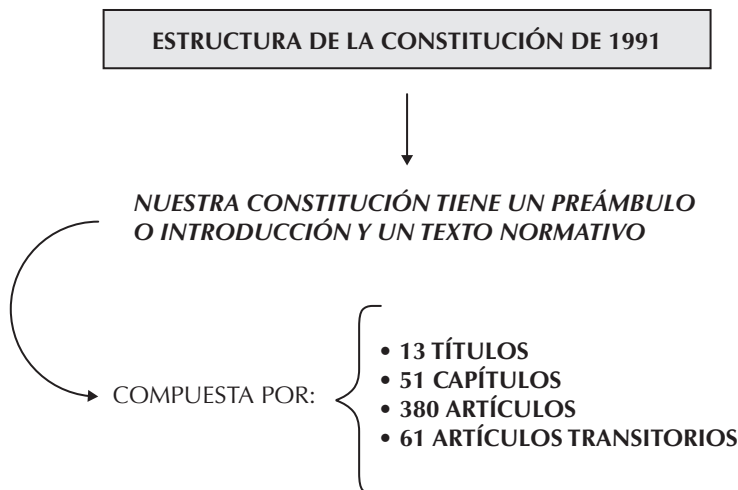 ESTRUCTURA DE LA CONSTITUCIÓN DE 1991
NUESTRA CONSTITUCIÓN TIENE UN PREÁMBULO
O INTRODUCCIÓN Y UN TEXTO NORMATIVO
COMPUESTA POR:
• 13 TÍTULOS
• 51 CAPÍTULOS
• 380 ARTÍCULOS
• 61 ARTÍCULOS TRANSITORIOS